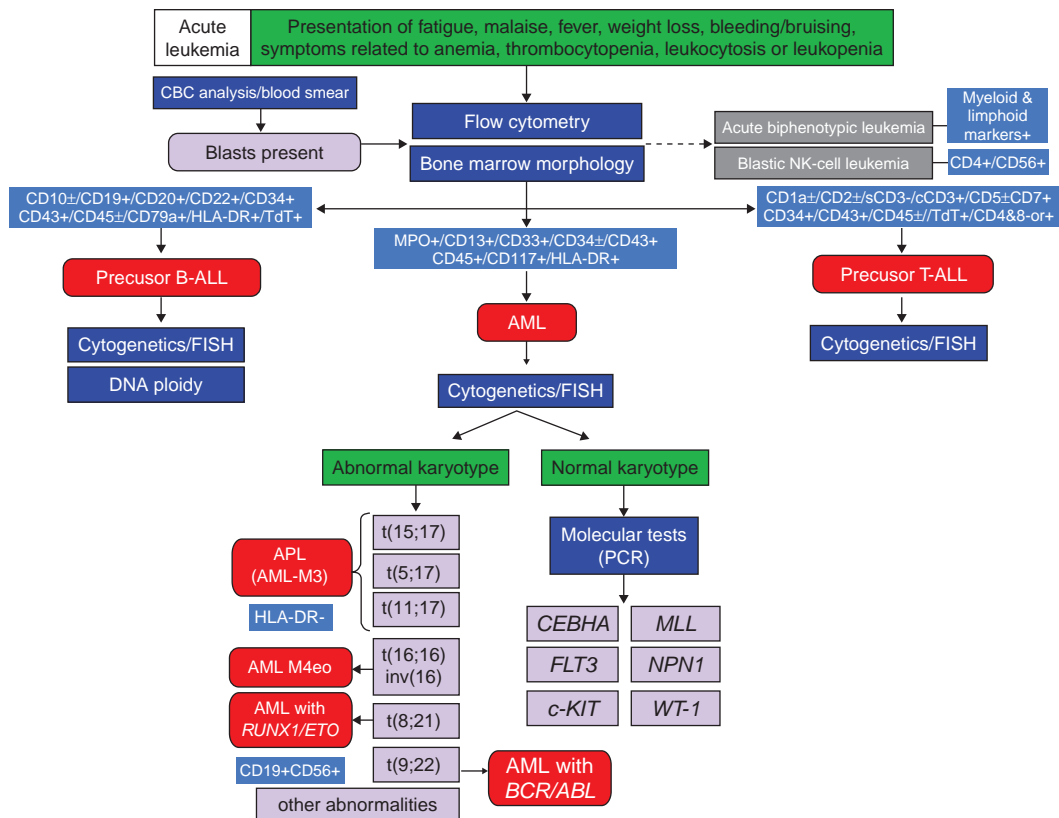 Acute
leukemia
Presentation of fatigue, malaise, fever, weight loss, bleeding/bruising,
symptoms related to anemia, thrombocytopenia, leukocytosis or leukopenia
CBC analysis/blood smear
Blasts present
Flow cytometry
Bone marrow morphology
Acute biphenotypic leukemia
Myeloid &
limphoid
markers+
Blastic NK-cell leukemia
CD4+/CD56+
CD10±/CD19+/CD20+/CD22+/CD34+
CD43+/CD45±/CD79a+/HLA-DR+/TdT+
MPO+/CD13+/CD33+/CD34±/CD43+
CD45+/CD117+/HLA-DR+
CD1a±/CD2±/sCD3-/cCD3+/CD5±CD7+
CD34+/CD43+/CD45±//TdT+/CD4&8-or+
Precusor B-ALL
AML
Precusor T-ALL
Cytogenetics/FISH
DNA ploidy
Cytogenetics/FISH
Cytogenetics/FISH
Abnormal karyotype
Normal karyotype
t(15;17)
t(5;17)
t(11;17)
APL
(AML-M3)
HLA-DR-
t(16;16)
inv(16)
AML M4eo
t(8;21)
AML with
RUNX1/ETO
CD19+CD56+
t(9;22)
AML with
BCR/ABL
other abnormalities
Molecular tests
(PCR)
CEBHA
MLL
FLT3
NPN1
c-KIT
WT-1